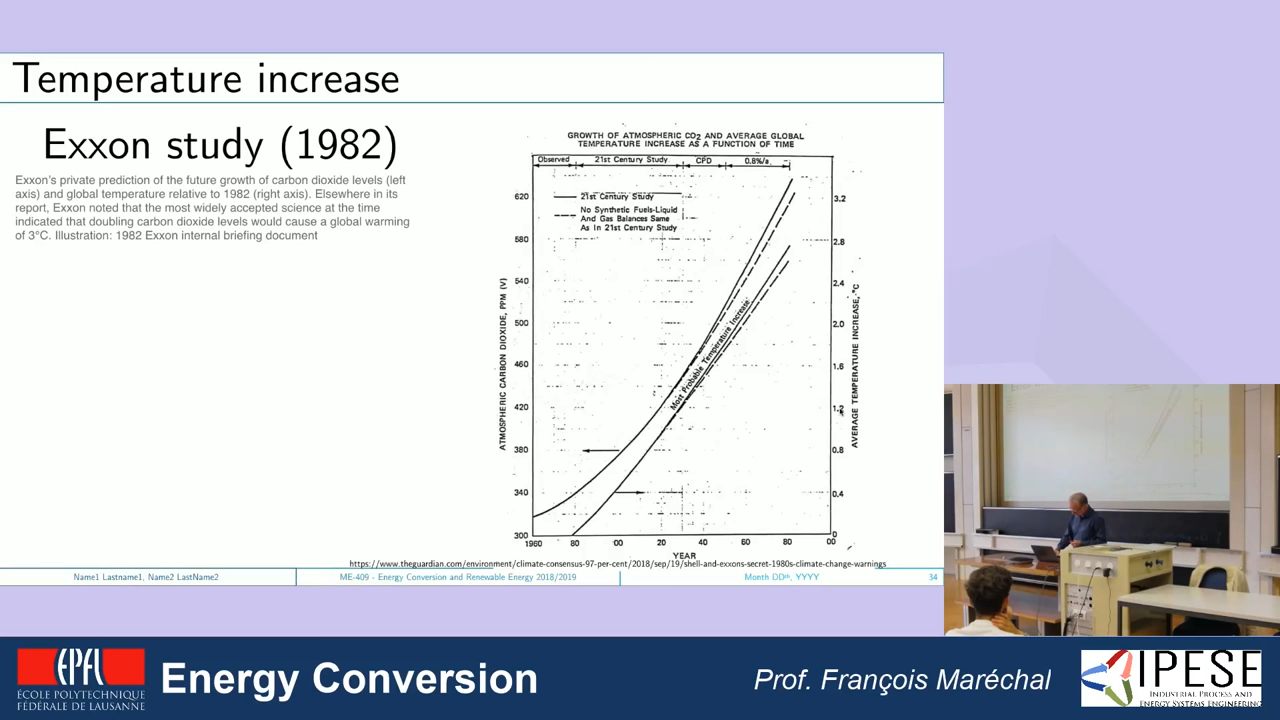 Temperature increase
Exxon study (1982)
Exxon's private prediction of the future growth of carbon dioxide levels (left
axis) and global temperature relative to 1982 (right axis). Elsewhere in its
report, Exxon noted that the most widely accepted science at the time
indicated that doubling carbon dioxide levels would cause a global warming
of 3°C. Illustration: 1982 Exxon internal briefing document
GROWTH OF ATMOSPHERIC CO2 AND AVERAGE GLOBAL
TEMPERATURE INCREASE AS A FUNCTION OF TIME
Observed 21st Century Study CPD 0.8%/a
21st Century Study
No Synthetic Fuels-Liquid
And Gas Balances Same
As In 21st Century Study
ATMOSPHERIC CARBON DIOXIDE, PPM (V)
620
580
540
500
460
420
380
340
300
Most Probable Temperature Increase
3.2
2.8
2.4
2.0
1.6
1.2
0.8
0.4
0
AVERAGE TEMPERATURE INCREASE, °C
1960 80 00 20 40 60 80 00
YEAR
https://www.theguardian.com/environment/climate-consensus-97-per-cent/2018/sep/19/shell-and-exxons-secret-1980s-climate-change-warnings
Name1 Lastname1, Name2 LastName2 ME-409 - Energy Conversion and Renewable Energy 2018/2019 Month DDth, YYYY 34
EPFL
ÉCOLE POLYTECHNIQUE
FÉDÉRALE DE LAUSANNE
Energy Conversion
Prof. François Maréchal
IPESE
Industrial Process and
Energy Systems Engineering